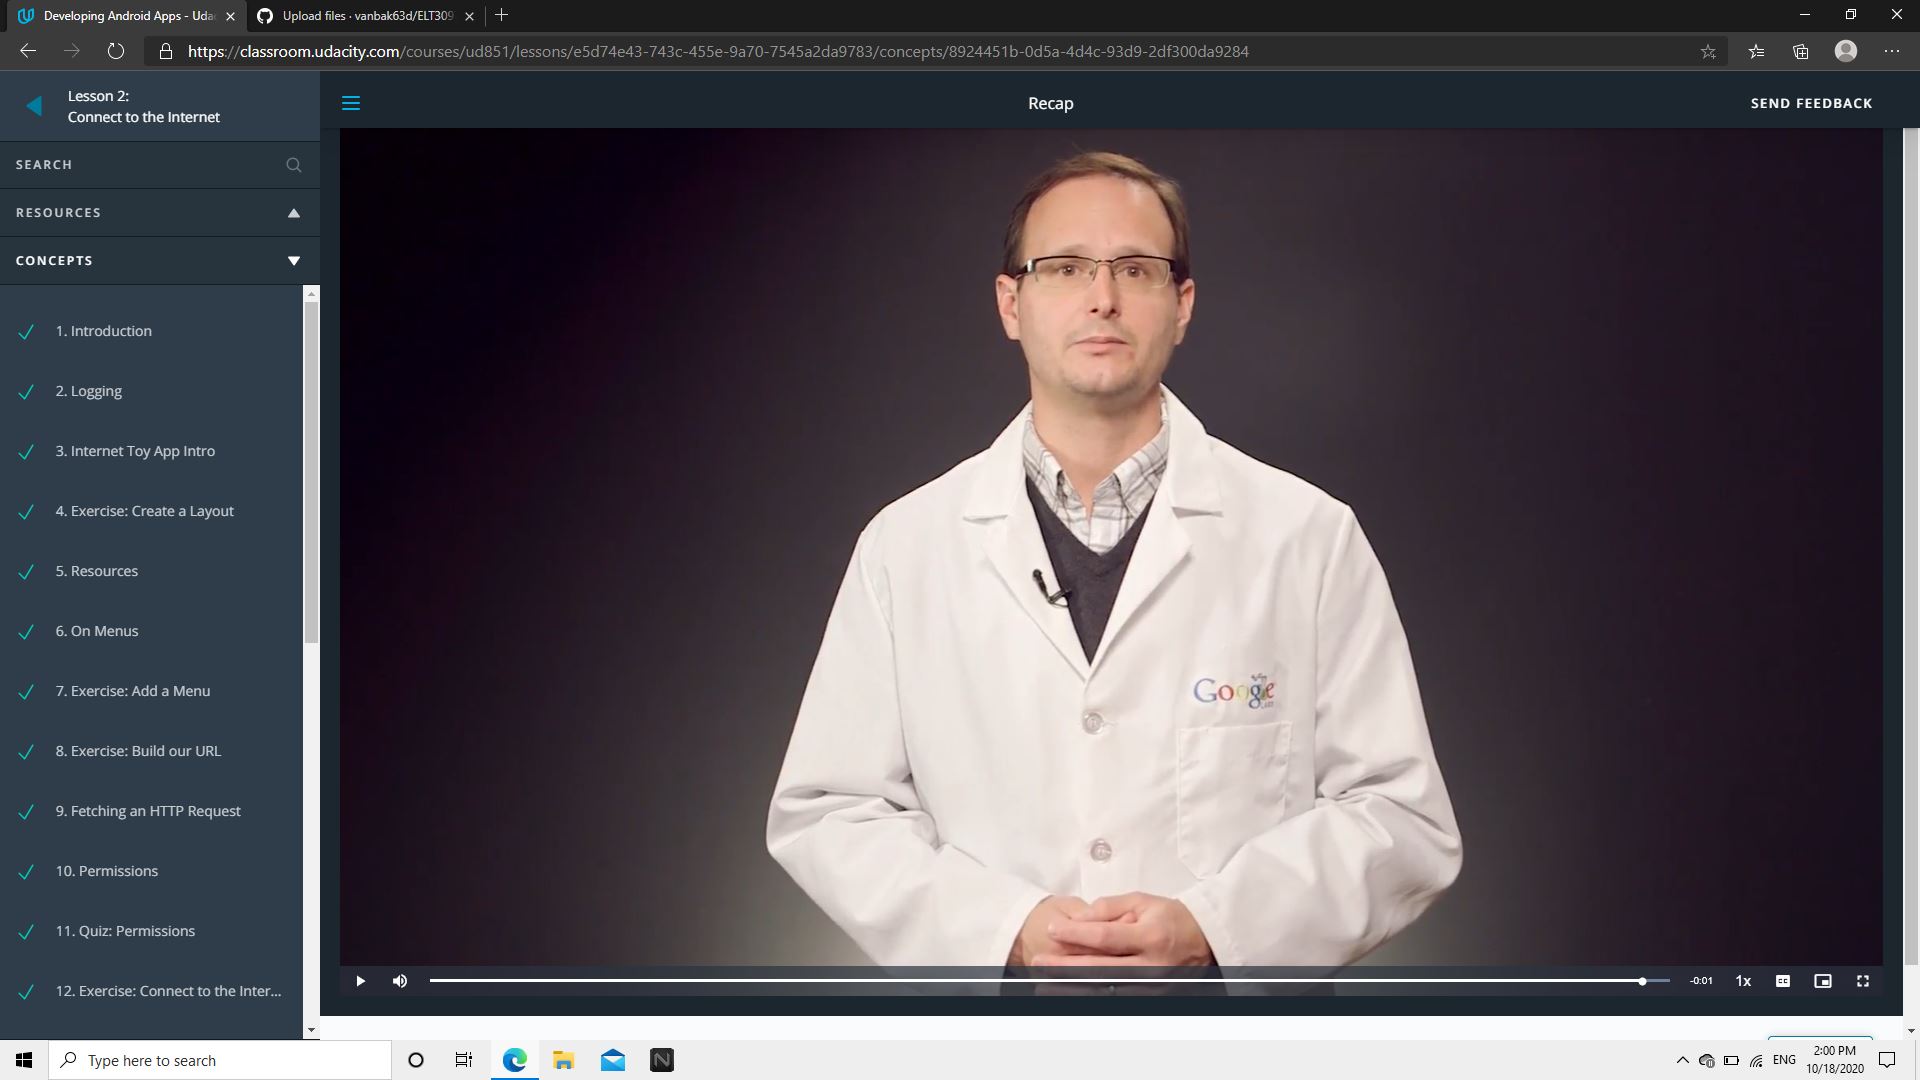 Developing Android Apps - Uda
Upload files · vanbak63d/ELT309
https://classroom.udacity.com/courses/ud851/lessons/e5d74e43-743c-455e-9a70-7545a2da9783/concepts/8924451b-0d5a-4d4c-93d9-2df300da9284
Lesson 2:
Connect to the Internet
Recap
SEND FEEDBACK
SEARCH
RESOURCES
CONCEPTS
1. Introduction
2. Logging
3. Internet Toy App Intro
4. Exercise: Create a Layout
5. Resources
6. On Menus
7. Exercise: Add a Menu
8. Exercise: Build our URL
9. Fetching an HTTP Request
10. Permissions
11. Quiz: Permissions
12. Exercise: Connect to the Inter...
Google
-0:01
1x
CC
Type here to search
ENG
2:00 PM
10/18/2020